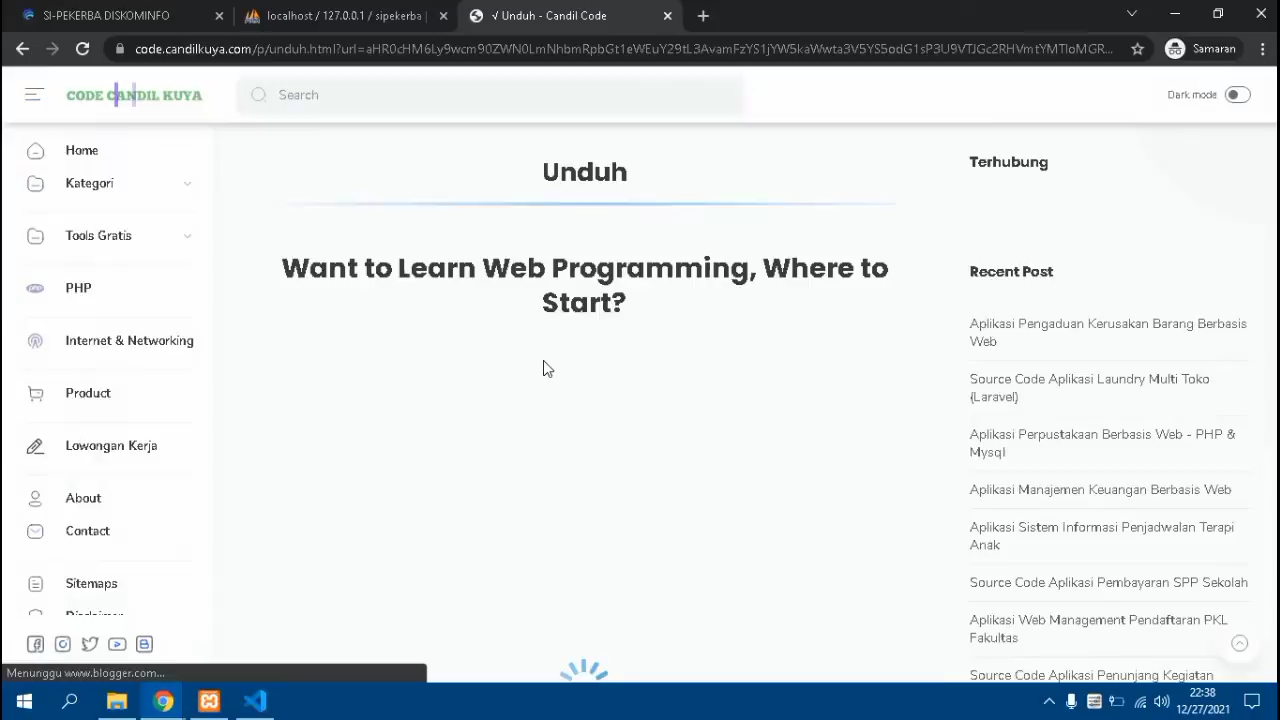 SI-PEKERBA DISKOMINFO
localhost / 127.0.0.1 / sipekerba |
√ Unduh - Candil Code
code.candilkuya.com/p/unduh.html?url=
Samaran
CODE CANDIL KUYA
Search
Dark mode
Home
Kategori
Tools Gratis
PHP
Internet & Networking
Product
Lowongan Kerja
About
Contact
Sitemaps
Disclaimer
Unduh
Want to Learn Web Programming, Where to
Start?
Terhubung
Recent Post
Aplikasi Pengaduan Kerusakan Barang Berbasis
Web
Source Code Aplikasi Laundry Multi Toko
(Laravel)
Aplikasi Perpustakaan Berbasis Web - PHP &
Mysql
Aplikasi Manajemen Keuangan Berbasis Web
Aplikasi Sistem Informasi Penjadwalan Terapi
Anak
Source Code Aplikasi Pembayaran SPP Sekolah
Aplikasi Web Management Pendaftaran PKL
Fakultas
Source Code Aplikasi Penunjang Kegiatan
Menunggu www.blogger.com...
22:38
12/27/2021